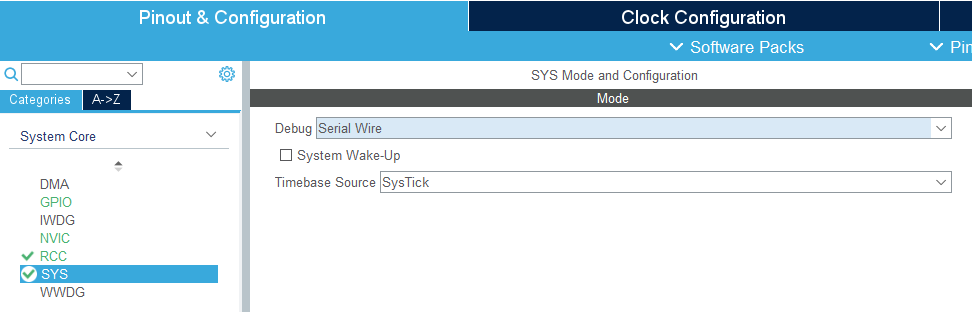 Pinout & Configuration
Clock Configuration
Software Packs
Categories
A->Z
System Core
DMA
GPIO
IWDG
NVIC
RCC
SYS
WWDG
SYS Mode and Configuration
Mode
Debug Serial Wire
System Wake-Up
Timebase Source SysTick